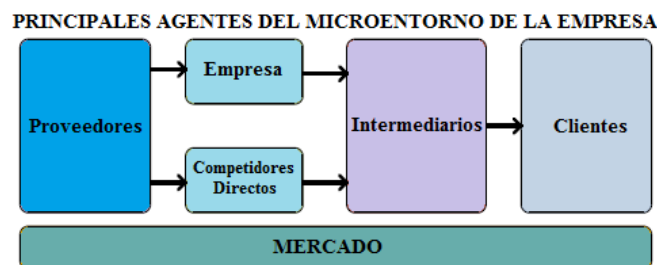 PRINCIPALES AGENTES DEL MICROENTORNO DE LA EMPRESA
Proveedores
Empresa
Competidores
Directos
Intermediarios
Clientes
MERCADO